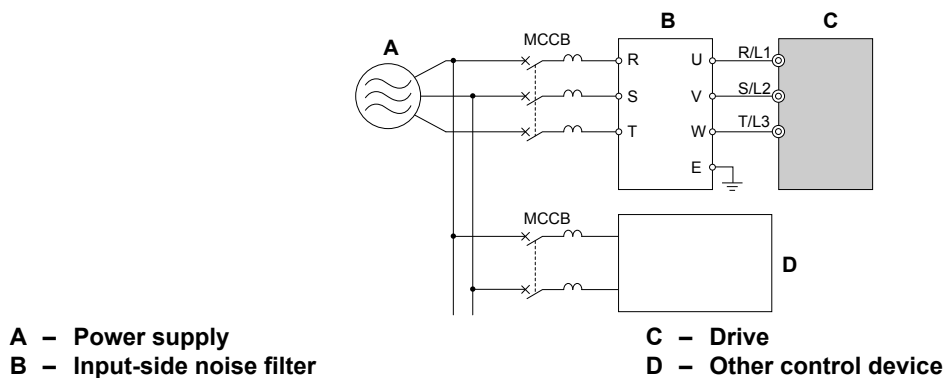 B C
A
MCCB
R U R/L1
S V S/L2
T W T/L3
E
MCCB
D
A – Power supply
B – Input-side noise filter
C – Drive
D – Other control device